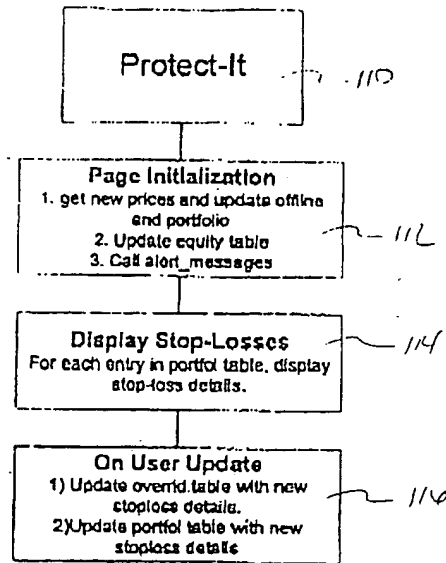 Protect-It
110
Page Initialization
1. get new prices and update offline
and portfolio
2. Update equity table
3. Call alert_messages
112
Display Stop-Losses
For each entry in portfol table, display
stop-loss details.
114
On User Update
1) Update overrid.table with new
stoploss details.
2)Update portfol table with new
stoploss details
116